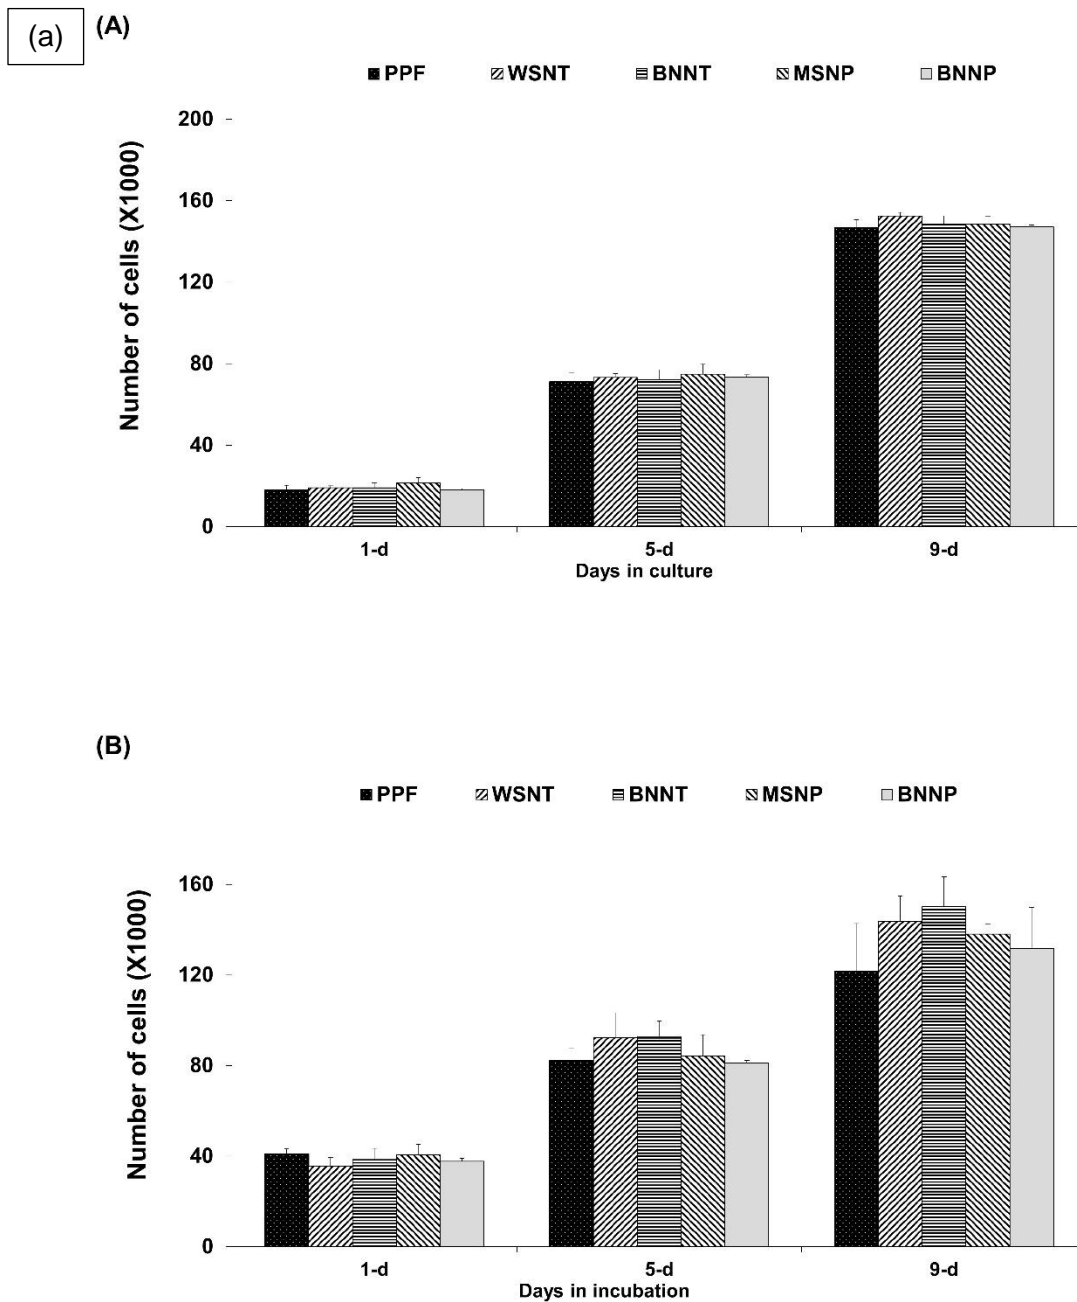 (a)
(A)
PPF WSNT BNNT MSNP BNNP
Number of cells (X1000)
200
160
120
80
40
0
1-d 5-d 9-d
Days in culture
(B)
PPF WSNT BNNT MSNP BNNP
Number of cells (X1000)
160
120
80
40
0
1-d 5-d 9-d
Days in incubation